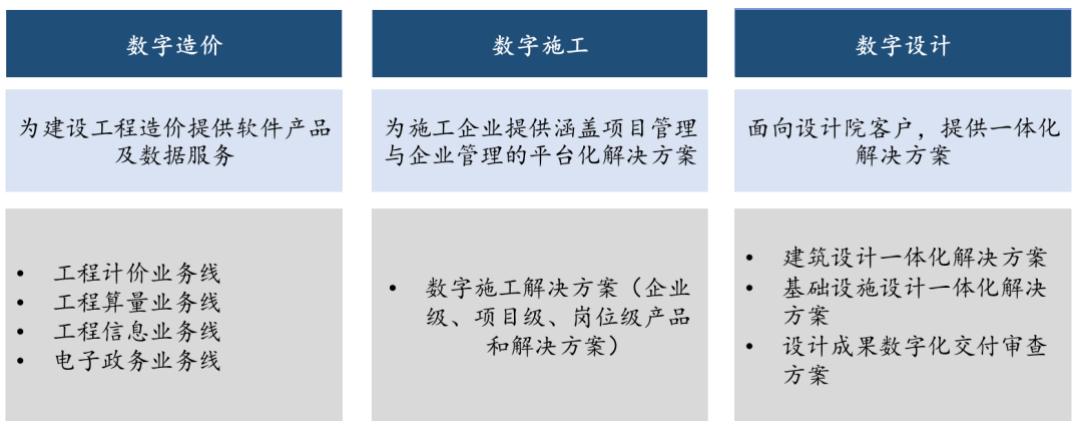 数字造价
为建设工程造价提供软件产品
及数据服务
• 工程计价业务线
• 工程算量业务线
• 工程信息业务线
• 电子政务业务线
数字施工
为施工企业提供涵盖项目管理
与企业管理的平台化解决方案
• 数字施工解决方案（企业
级、项目级、岗位级产品
和解决方案）
数字设计
面向设计院客户，提供一体化
解决方案
• 建筑设计一体化解决方案
• 基础设施设计一体化解决
方案
• 设计成果数字化交付审查
方案